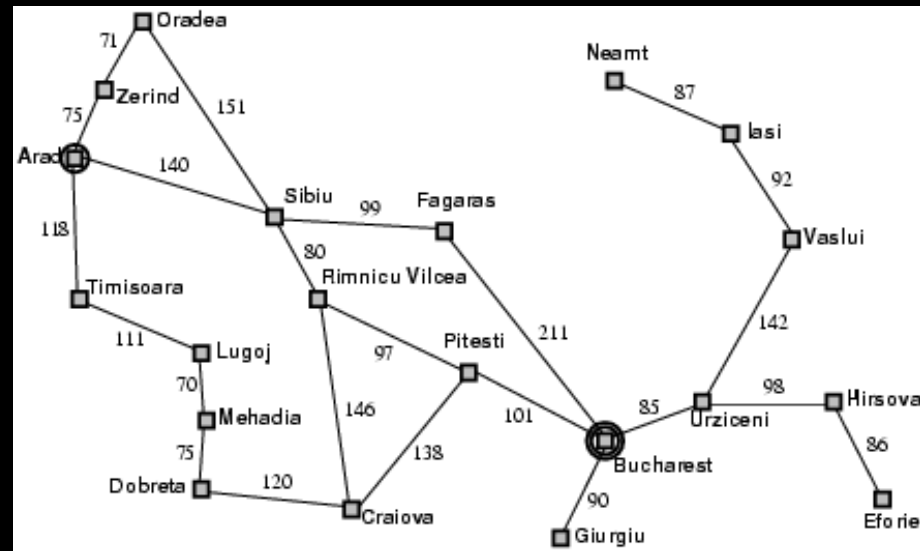 Oradea
71
Neamt
Zerind
87
75
151
Iasi
Arad
140
92
Sibiu
Fagaras
99
118
80
Vaslui
Timisoara
Rimnicu Vilcea
111
142
211
Lugoj
97
Pitesti
70
98
Hirsova
146
101
85
Urziceni
Mehadia
138
86
75
Bucharest
Dobreta
120
90
Craiova
Eforie
Giurgiu